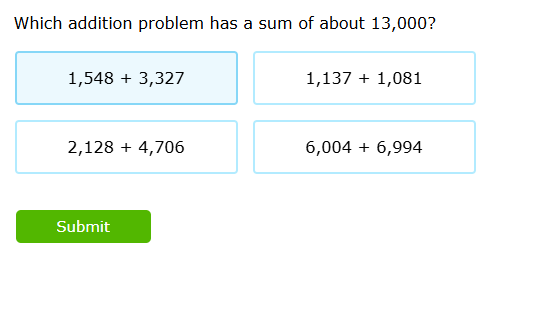 Which addition problem has a sum of about 13,000?
1,548 + 3,327
1,137 + 1,081
2,128 + 4,706
6,004 + 6,994
Submit